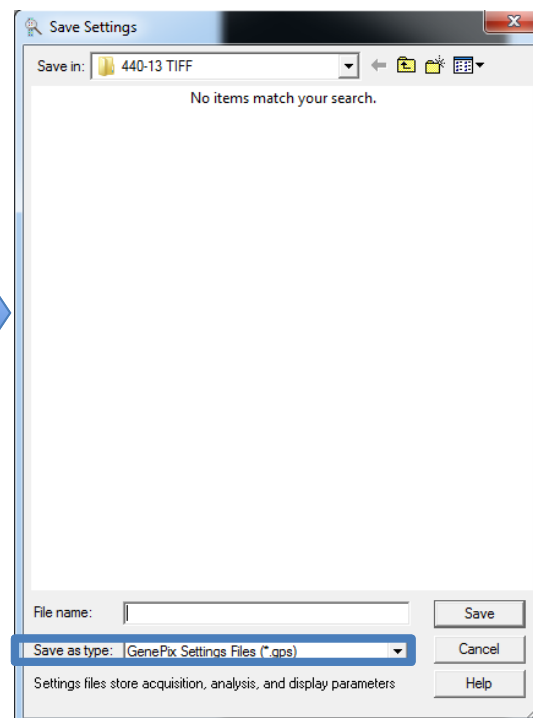 Save Settings
Save in: 440-13 TIFF
No items match your search.
File name: Save
Save as type: GenePix Settings Files (*.gps) Cancel
Settings files store acquisition, analysis, and display parameters Help